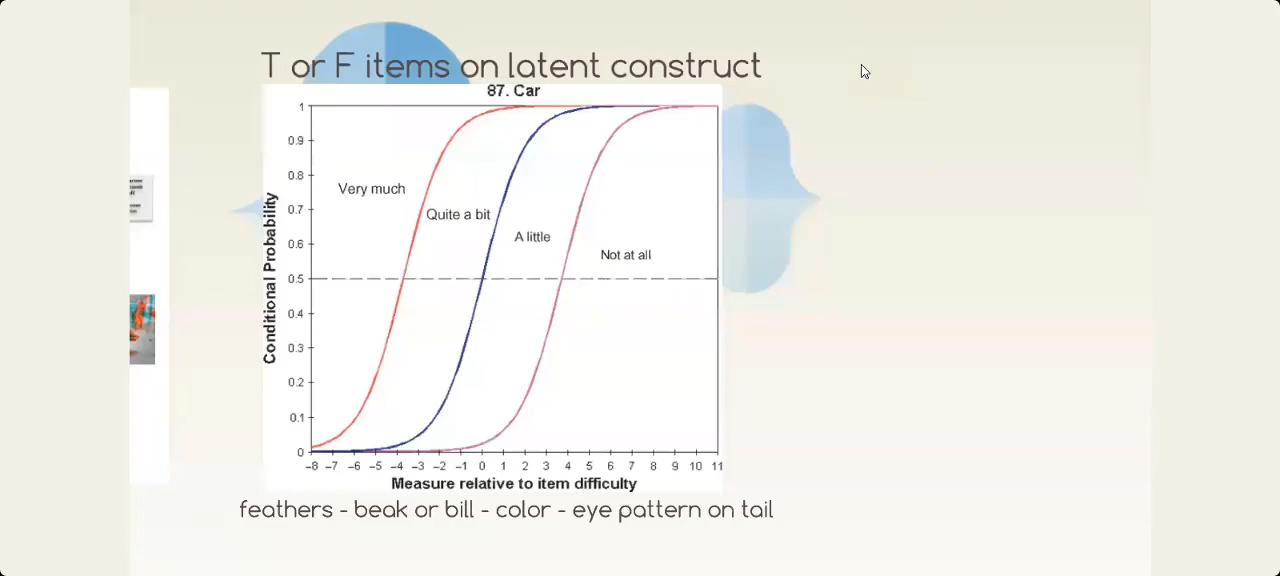 T or F items on latent construct
87. Car
1
0.9
0.8
0.7
0.6
0.5
0.4
0.3
0.2
0.1
0
Conditional Probability
Very much
Quite a bit
A little
Not at all
-8 -7 -6 -5 -4 -3 -2 -1 0 1 2 3 4 5 6 7 8 9 10 11
Measure relative to item difficulty
feathers - beak or bill - color - eye pattern on tail